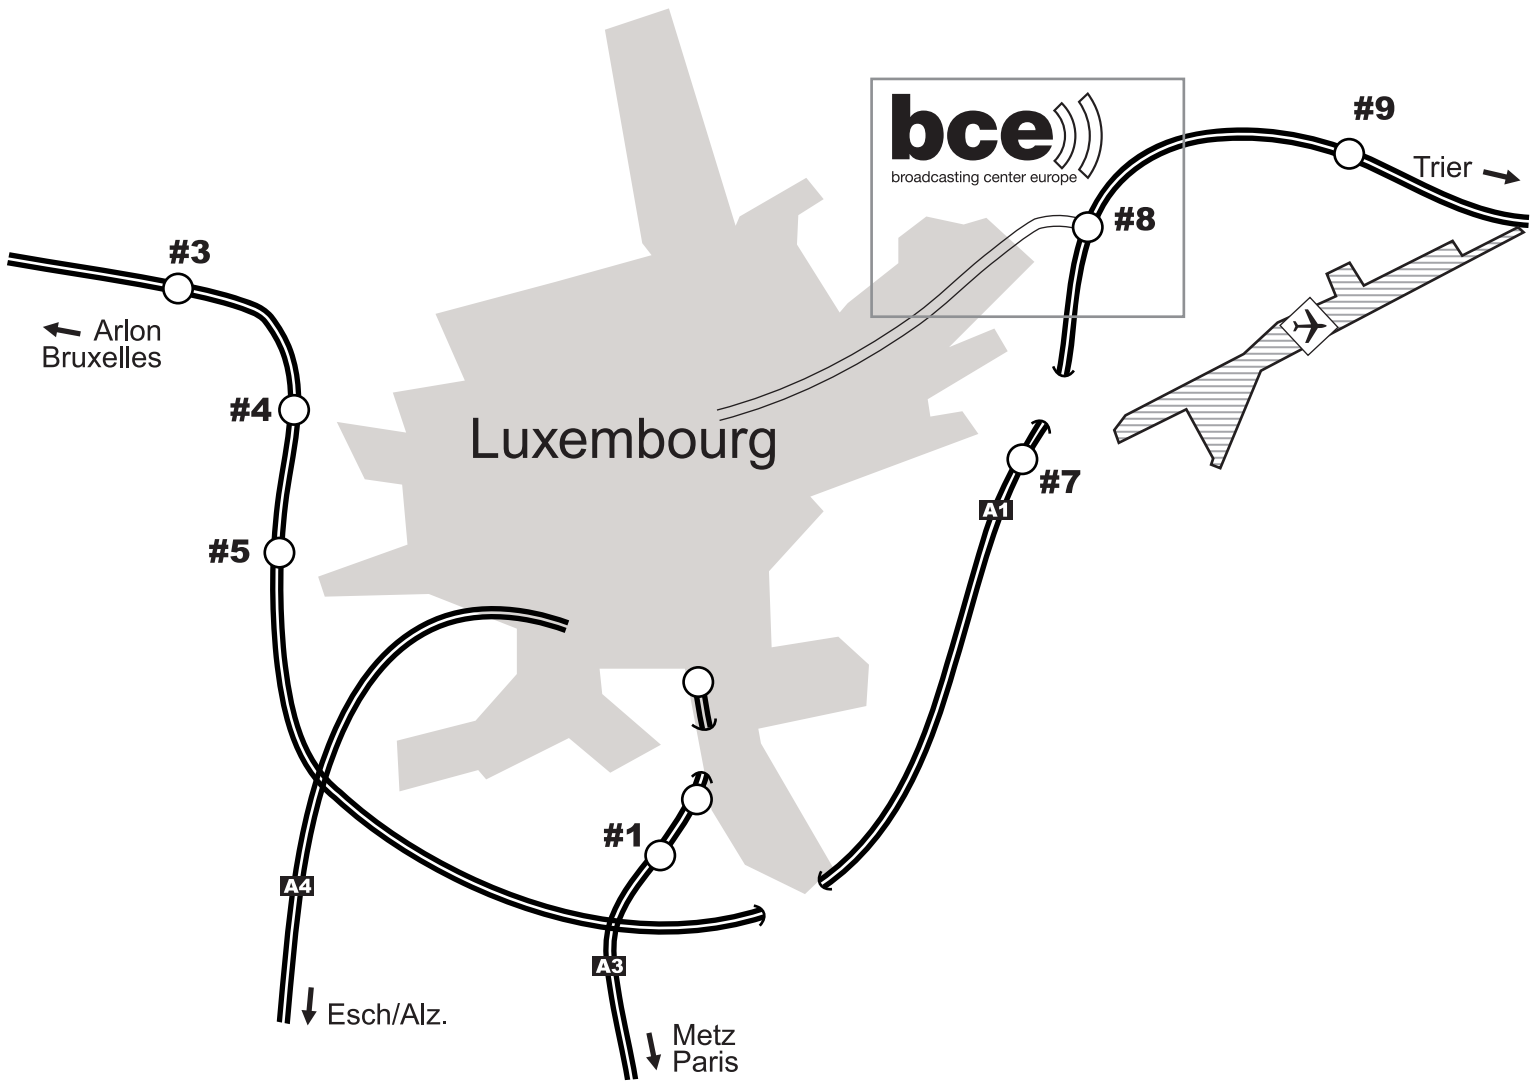 bce
broadcasting center europe
#9
Trier
#8
#3
Arlon
Bruxelles
#4
Luxembourg
#7
A1
#5
#1
A4
A3
Esch/Alz.
Metz
Paris